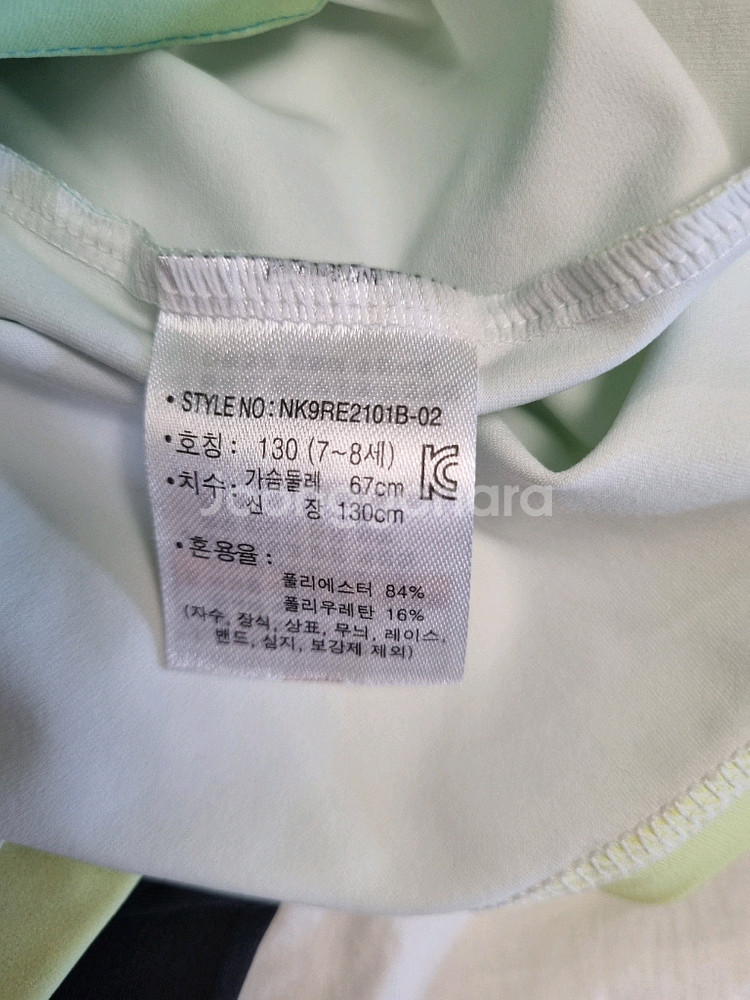 • STYLE NO : NK9RE2101B-02
• 호칭 : 130 (7~8세)
• 치수 : 가슴둘레 67cm
신 장 130cm
• 혼용율 :
폴리에스터 84%
폴리우레탄 16%
(자수, 장식, 상표, 무늬, 레이스,
밴드, 심지, 보강제 제외)